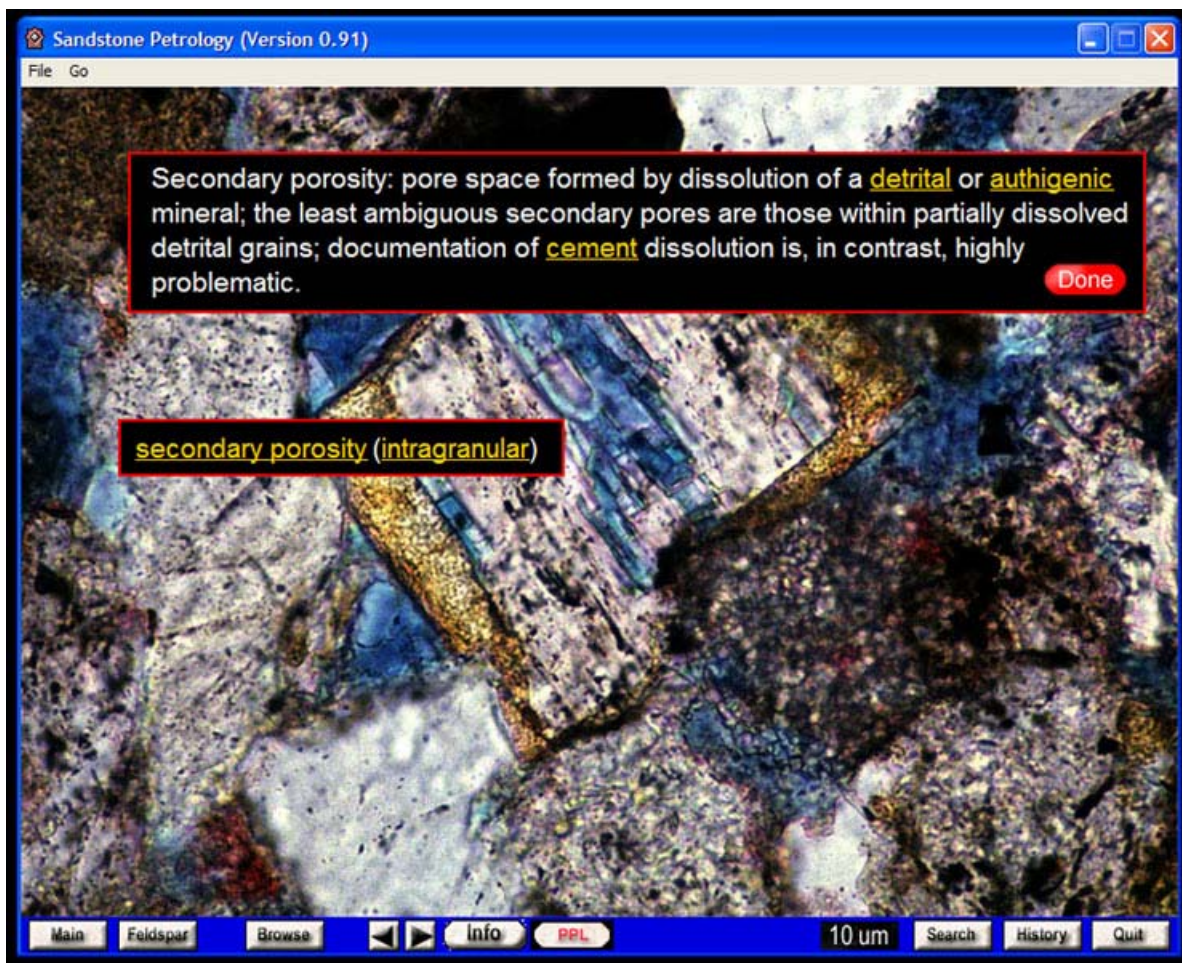 Sandstone Petrology (Version 0.91)
File Go
Secondary porosity: pore space formed by dissolution of a detrital or authigenic
mineral; the least ambiguous secondary pores are those within partially dissolved
detrital grains; documentation of cement dissolution is, in contrast, highly
problematic.
Done
secondary porosity (intragranular)
Main Feldspar Browse Info PPL 10 um Search History Quit